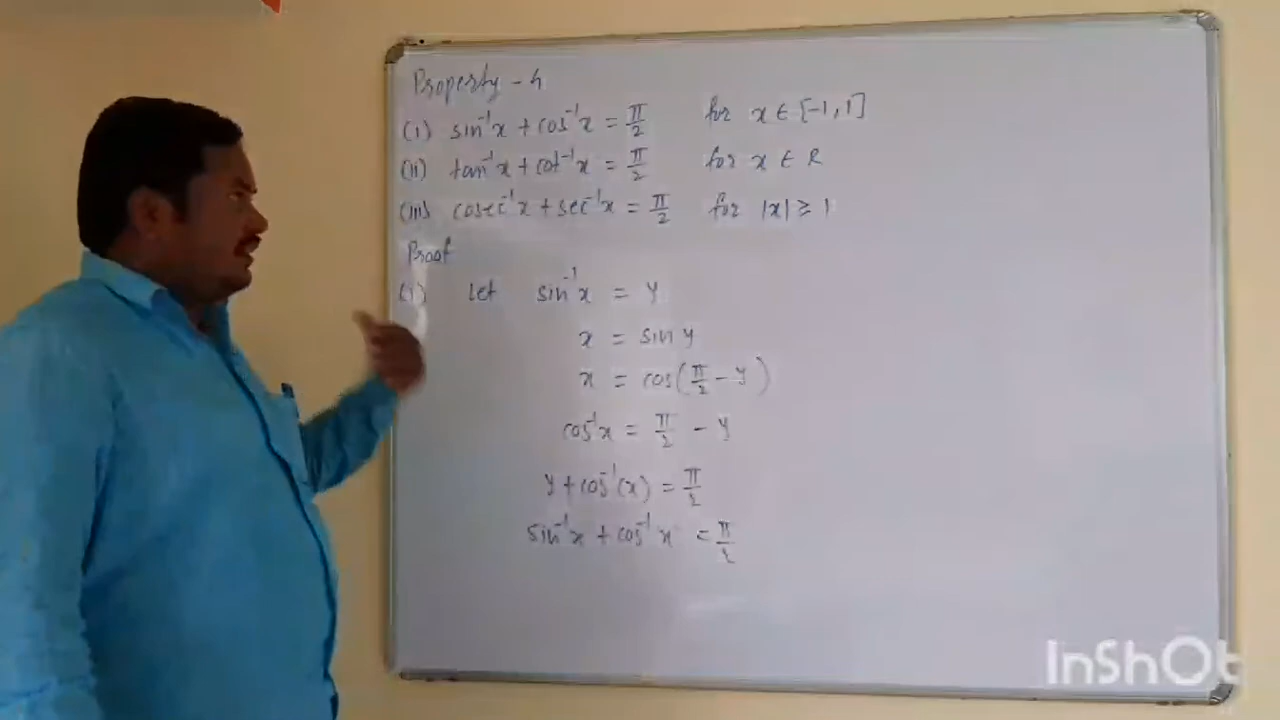 Property - 4
(i) sin⁻¹x + cos⁻¹x = π/2 for x ∈ [-1, 1]
(ii) tan⁻¹x + cot⁻¹x = π/2 for x ∈ R
(iii) cosec⁻¹x + sec⁻¹x = π/2 for |x| ≥ 1
Proof
(i) Let sin⁻¹x = y
x = sin y
x = cos(π/2 - y)
cos⁻¹x = π/2 - y
y + cos⁻¹(x) = π/2
sin⁻¹x + cos⁻¹x = π/2
InShOt